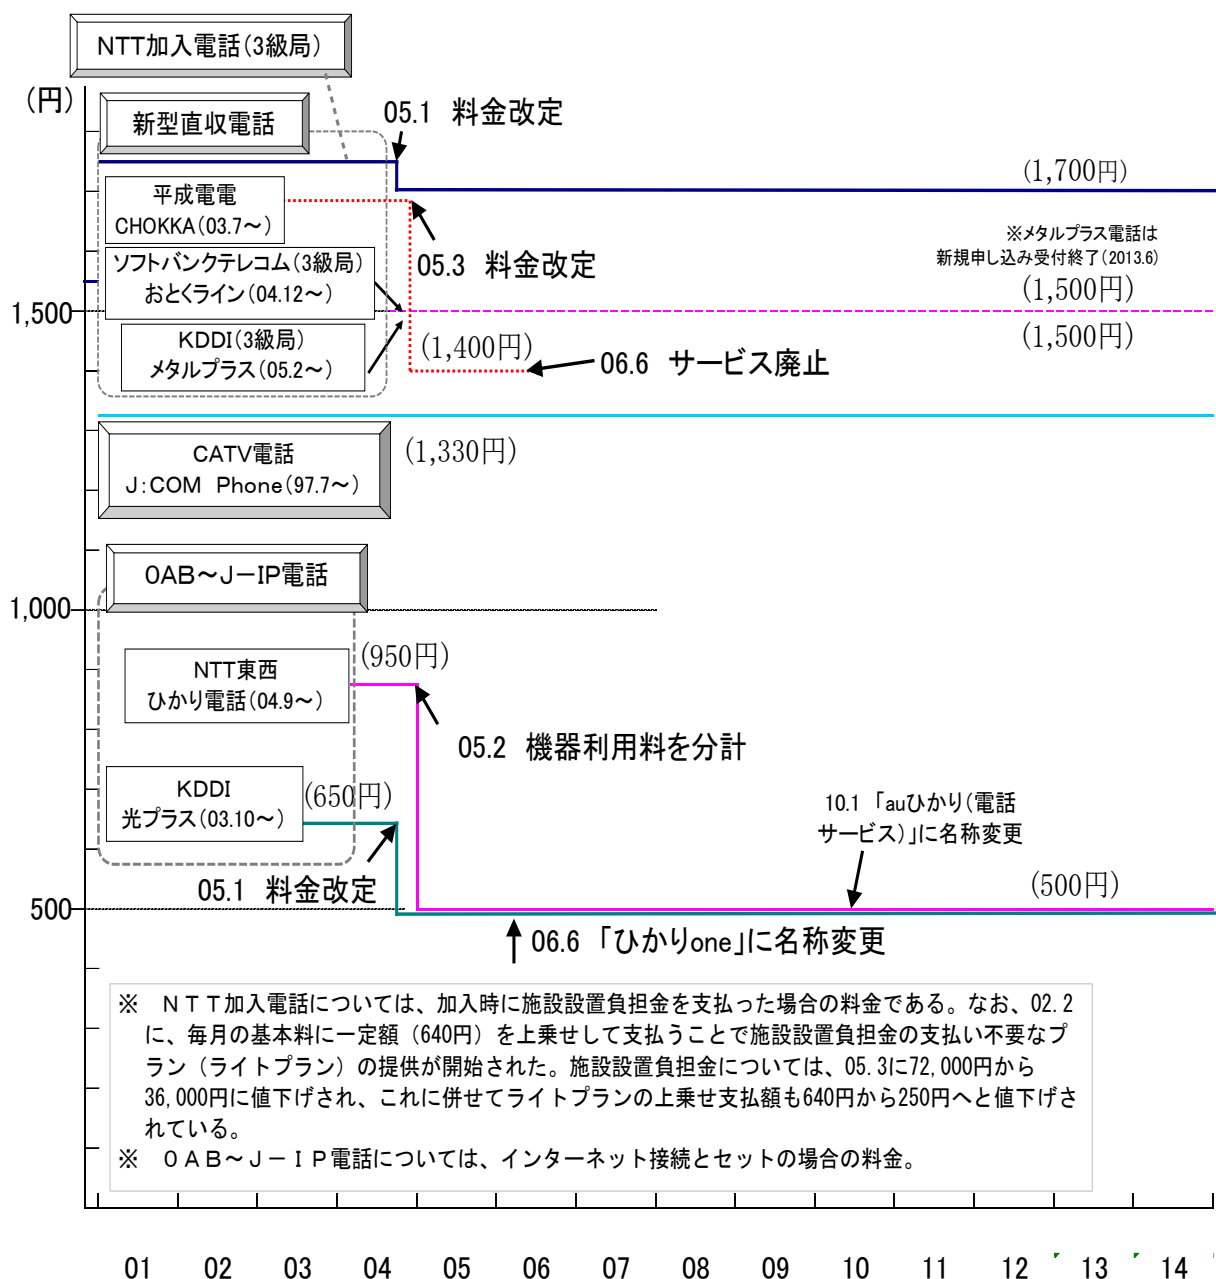 NTT加入電話(3級局)
(円)
新型直収電話
05.1 料金改定
(1,700円)
平成電電
CHOKKA(03.7～)
05.3 料金改定
※メタルプラス電話は
新規申し込み受付終了(2013.6)
ソフトバンクテレコム(3級局)
おとくライン(04.12～)
(1,500円)
1,500
(1,500円)
KDDI(3級局)
メタルプラス(05.2～)
(1,400円)
06.6 サービス廃止
CATV電話
J:COM Phone(97.7～)
(1,330円)
0AB～J－IP電話
1,000
NTT東西
ひかり電話(04.9～)
(950円)
05.2 機器利用料を分計
KDDI
光プラス(03.10～)
(650円)
10.1 「auひかり(電話
サービス)」に名称変更
05.1 料金改定
(500円)
500
06.6 「ひかりone」に名称変更
※ ＮＴＴ加入電話については、加入時に施設設置負担金を支払った場合の料金である。なお、02.2
に、毎月の基本料に一定額（640円）を上乗せして支払うことで施設設置負担金の支払い不要なプ
ラン（ライトプラン）の提供が開始された。施設設置負担金については、05.3に72,000円から
36,000円に値下げされ、これに併せてライトプランの上乗せ支払額も640円から250円へと値下げさ
れている。
※ ０ＡＢ～Ｊ－ＩＰ電話については、インターネット接続とセットの場合の料金。
01 02 03 04 05 06 07 08 09 10 11 12 13 14